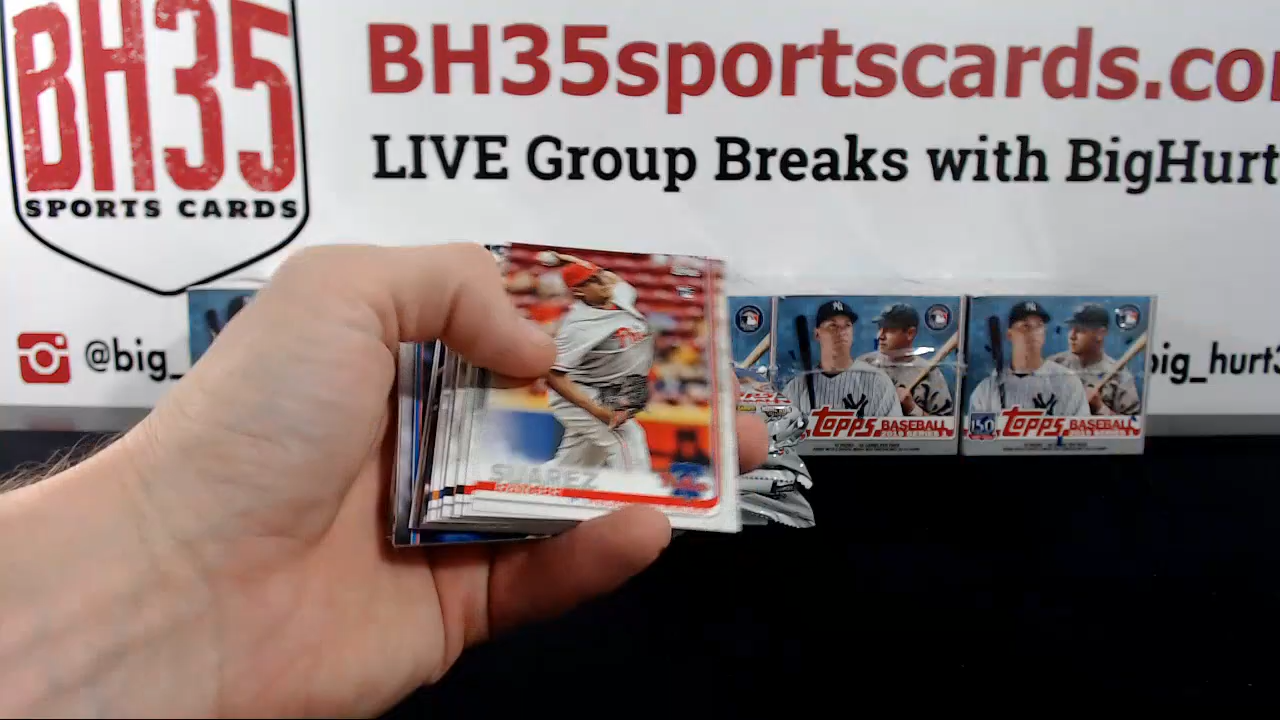 BH35
SPORTS CARDS
BH35sportscards.co
LIVE Group Breaks with BigHurt
@big_
big_hurt3
SUAREZ
Topps BASEBALL
150 Topps BASEBALL